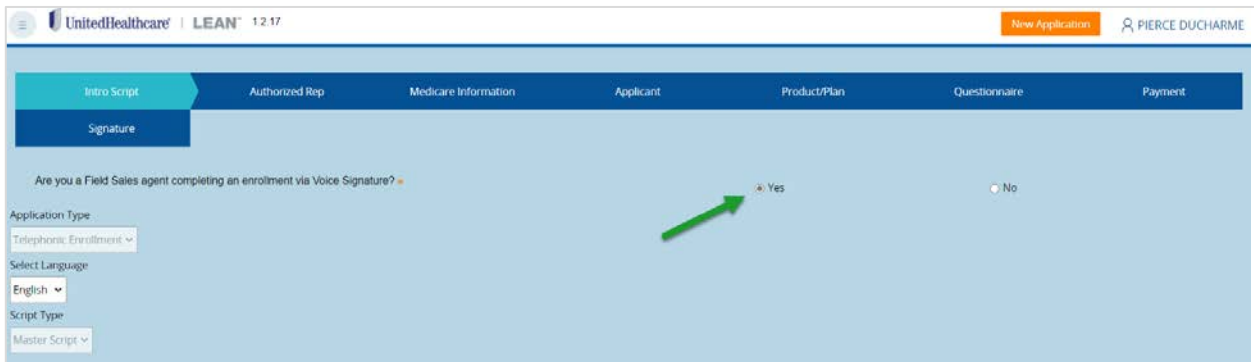 UnitedHealthcare | LEAN™ 1.2.17 New Application PIERCE DUCHARME
Intro Script Authorized Rep Medicare Information Applicant Product/Plan Questionnaire Payment
Signature
Are you a Field Sales agent completing an enrollment via Voice Signature? * Yes No
Application Type
Telephonic Enrollment
Select Language
English
Script Type
Master Script